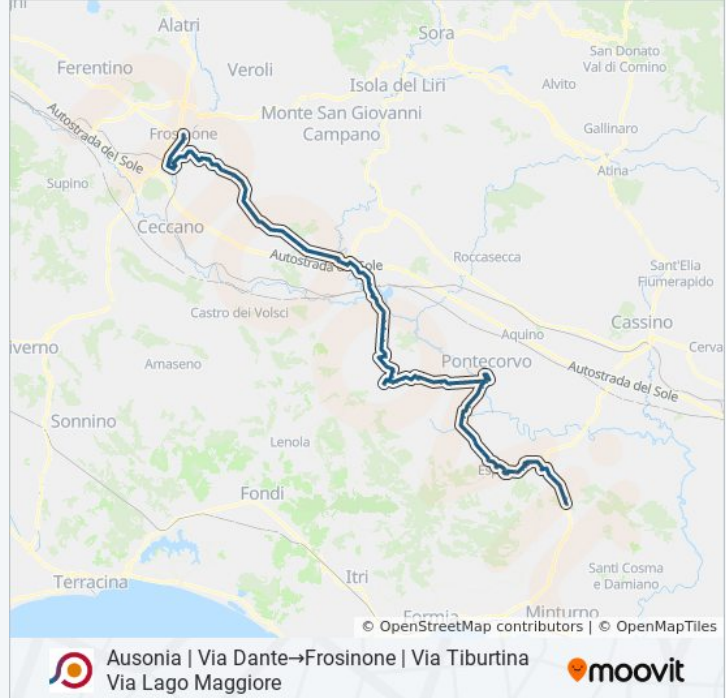 Alatri
Sora
San Donato
Val di Comino
Ferentino
Veroli
Isola del Liri
Alvito
Monte San Giovanni
Campano
Autostrada del Sole
Frosinone
Gallinaro
Atina
Supino
Ceccano
Autostrada del Sole
Roccasecca
Sant'Elia
Fiumerapido
Castro dei Volsci
Cassino
Aquino
Cerva
iverno
Amaseno
Pontecorvo
Autostrada del Sole
Sonnino
Lenola
Esp
Fondi
Itri
Santi Cosma
e Damiano
Terracina
Formia
Minturno
© OpenStreetMap contributors | © OpenMapTiles
Ausonia | Via Dante→Frosinone | Via Tiburtina
Via Lago Maggiore
moovit